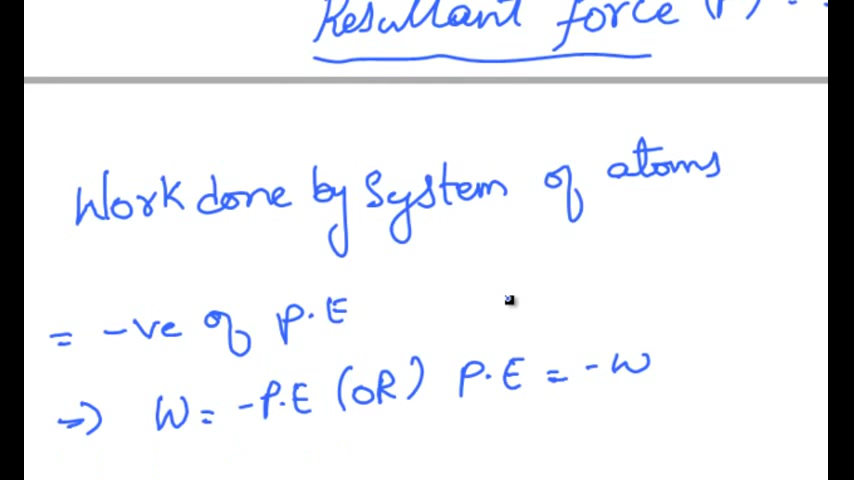 Resultant force (F) =
Work done by System of atoms
= -ve of P.E
=> W = -P.E (OR) P.E = -W